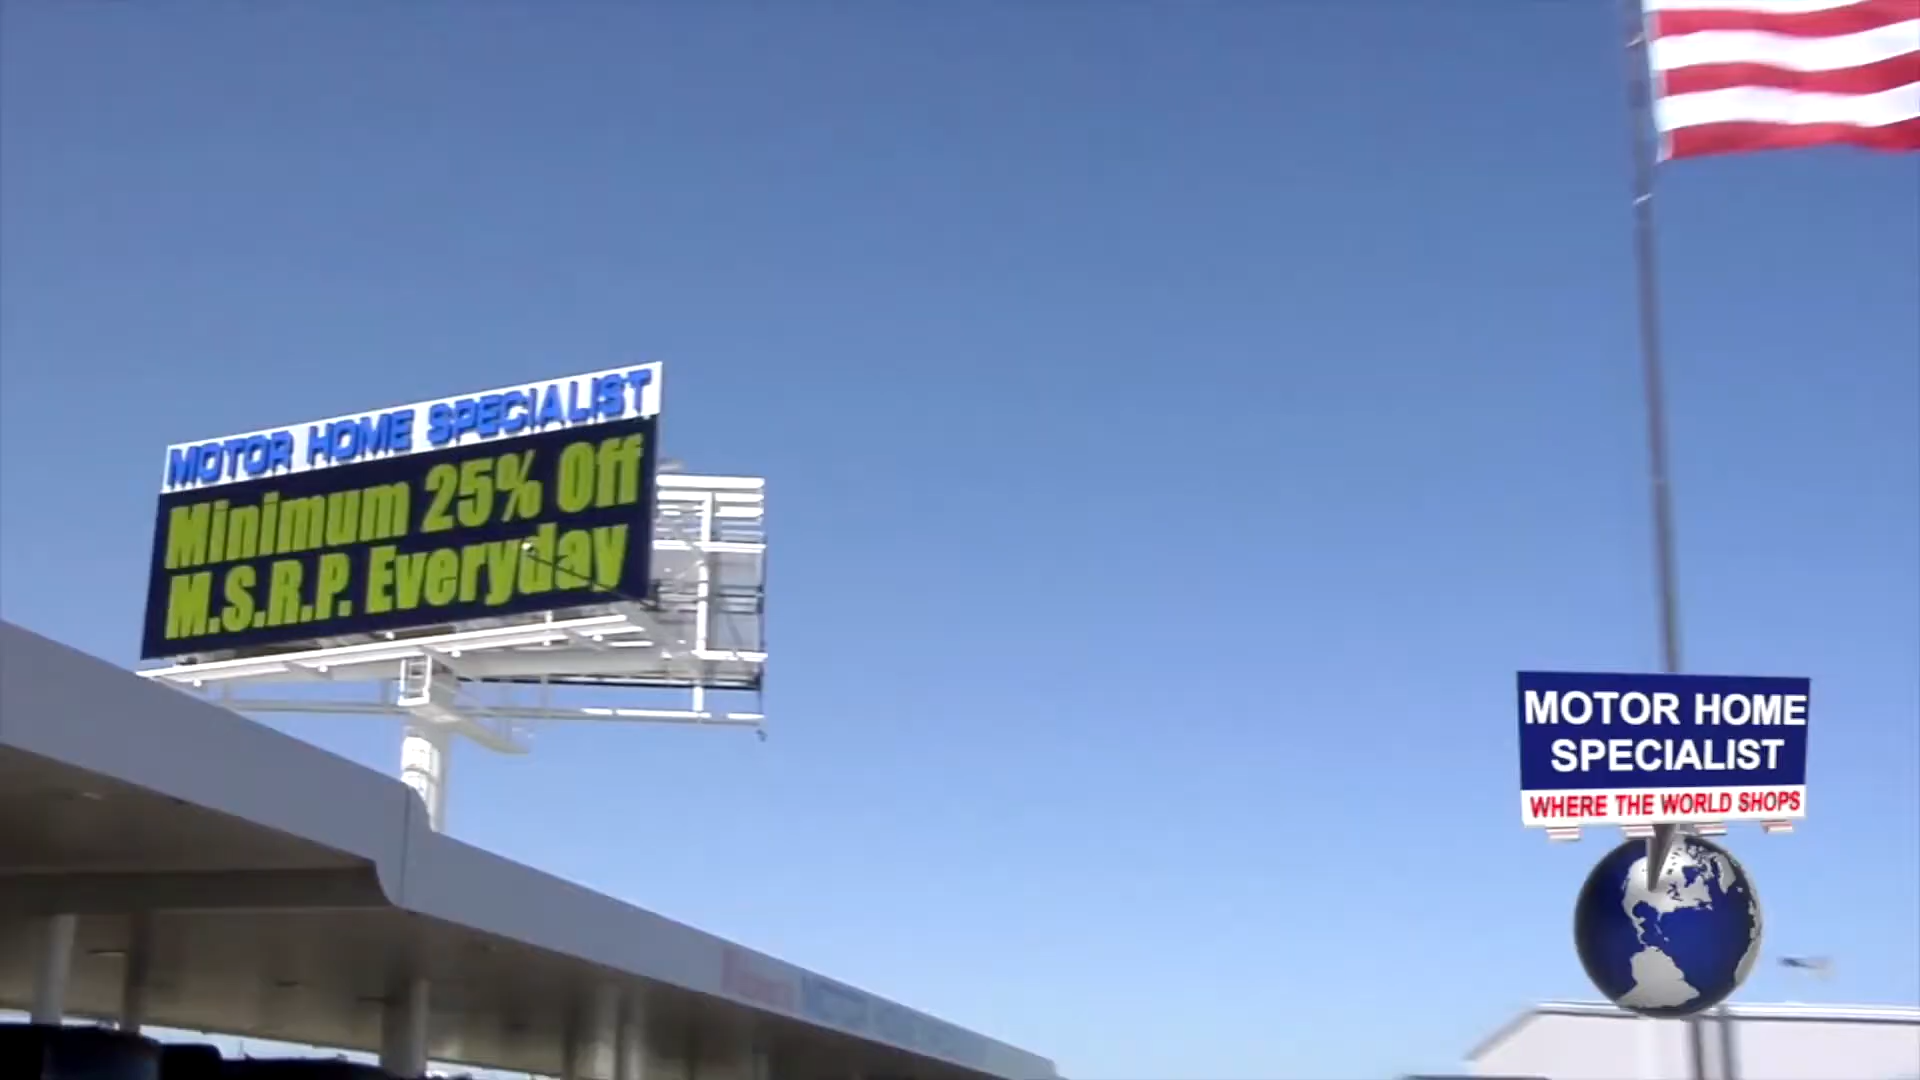 MOTOR HOME SPECIALIST
Minimum 25% Off
M.S.R.P. Everyday
MOTOR HOME
SPECIALIST
WHERE THE WORLD SHOPS